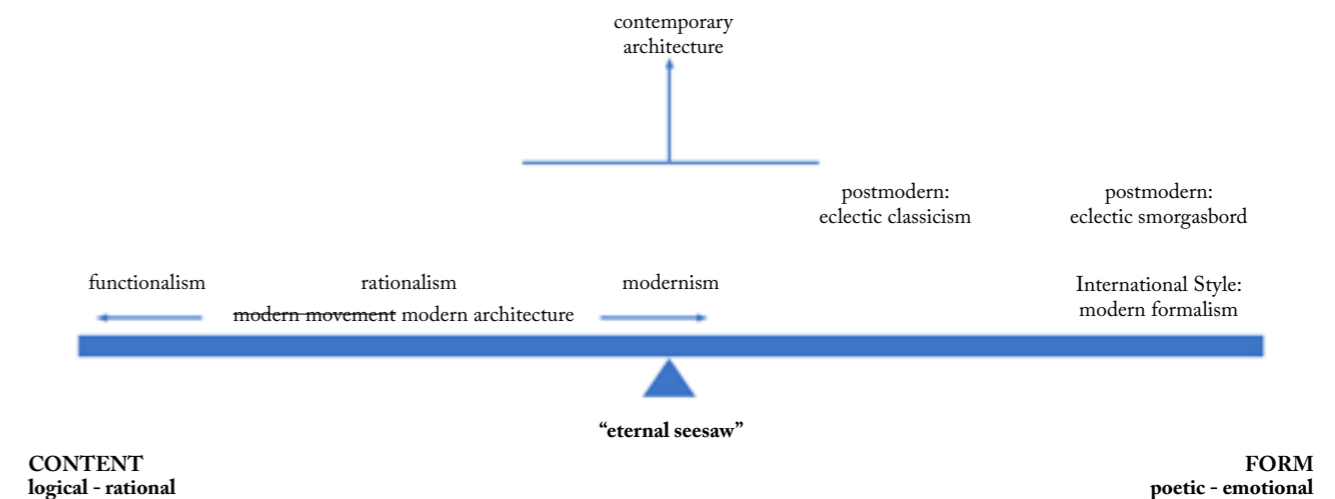 contemporary
architecture
postmodern:
eclectic classicism
postmodern:
eclectic smorgasbord
functionalism
rationalism
modernism
International Style:
modern formalism
modern movement modern architecture
“eternal seesaw”
CONTENT
logical - rational
FORM
poetic - emotional